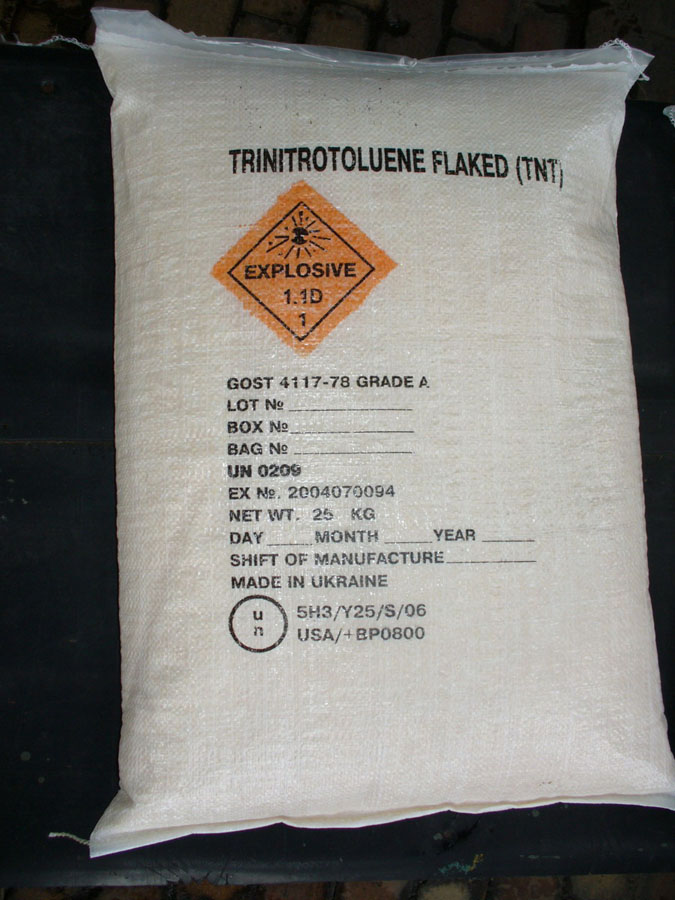 TRINITROTOLUENE FLAKED (TNT)
EXPLOSIVE
1.1D
1
GOST 4117-78 GRADE A
LOT №
BOX №
BAG №
UN 0209
EX №. 2004070094
NET WT. 25 KG
DAY MONTH YEAR
SHIFT OF MANUFACTURE
MADE IN UKRAINE
u
n
5H3/Y25/S/06
USA/+BP0800